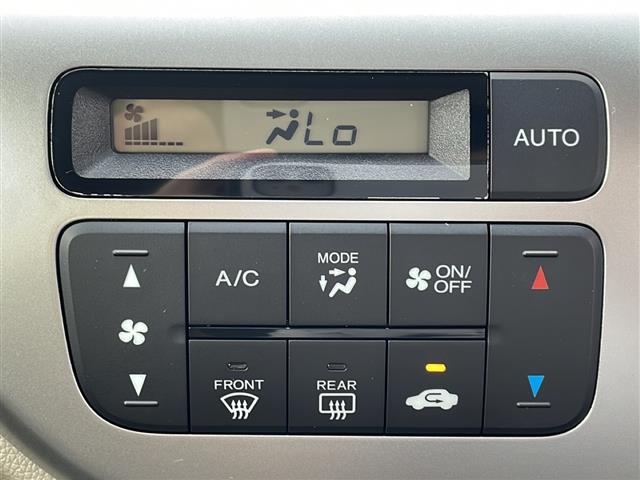 Lo
AUTO
A/C
MODE
ON/
OFF
FRONT
REAR